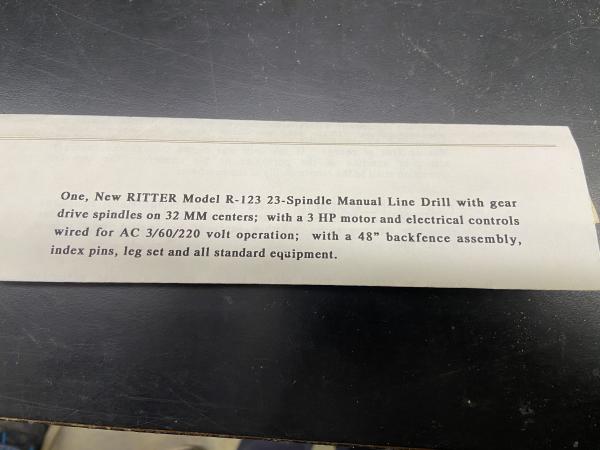 One, New RITTER Model R-123 23-Spindle Manual Line Drill with gear
drive spindles on 32 MM centers; with a 3 HP motor and electrical controls
wired for AC 3/60/220 volt operation; with a 48" backfence assembly,
index pins, leg set and all standard equipment.